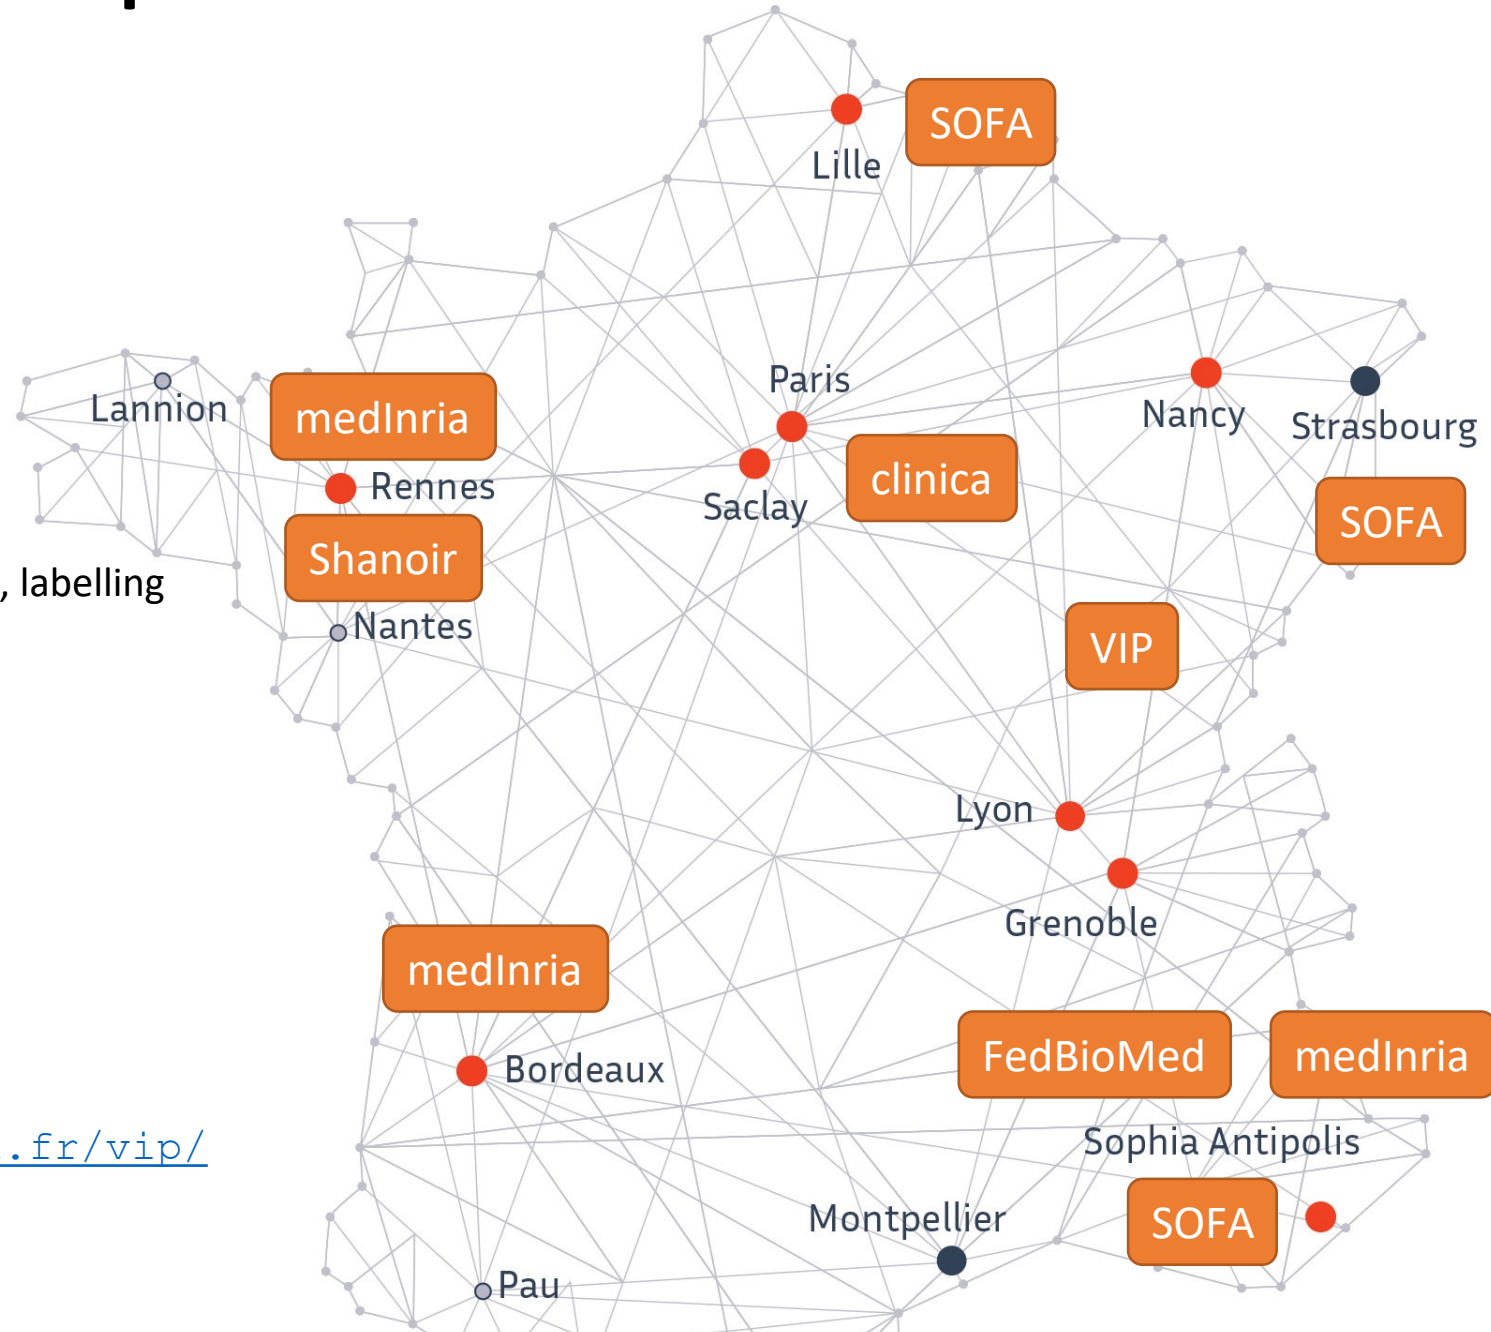 SOFA
Lille
Paris
Lannion
medInria
Nancy
Strasbourg
clinica
Rennes
Saclay
SOFA
Shanoir
, labelling
Nantes
VIP
Lyon
Grenoble
medInria
FedBioMed
medInria
Bordeaux
Sophia Antipolis
.fr/vip/
Montpellier
SOFA
Pau